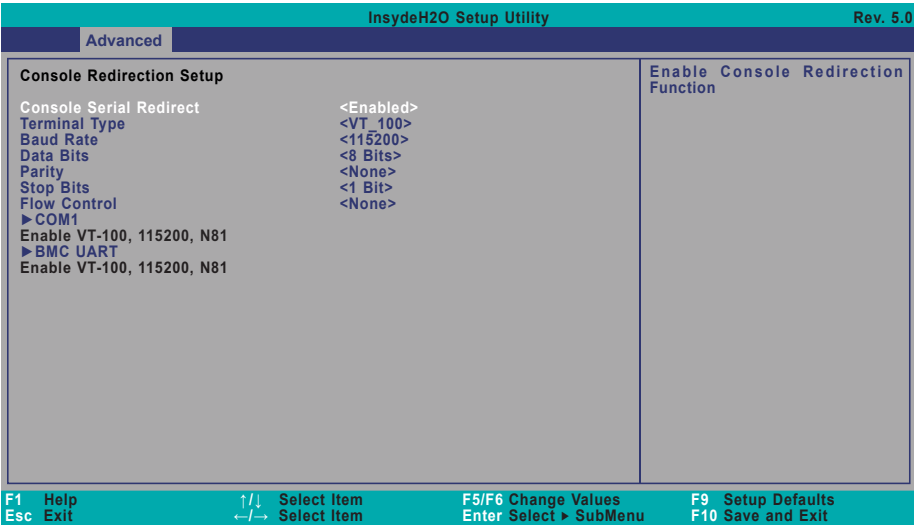 InsydeH2O Setup Utility Rev. 5.0
Advanced
Console Redirection Setup
Console Serial Redirect <Enabled>
Terminal Type <VT_100>
Baud Rate <115200>
Data Bits <8 Bits>
Parity <None>
Stop Bits <1 Bit>
Flow Control <None>
►COM1
Enable VT-100, 115200, N81
►BMC UART
Enable VT-100, 115200, N81
Enable Console Redirection
Function
F1 Help ↑/↓ Select Item F5/F6 Change Values F9 Setup Defaults
Esc Exit ←/→ Select Item Enter Select ► SubMenu F10 Save and Exit